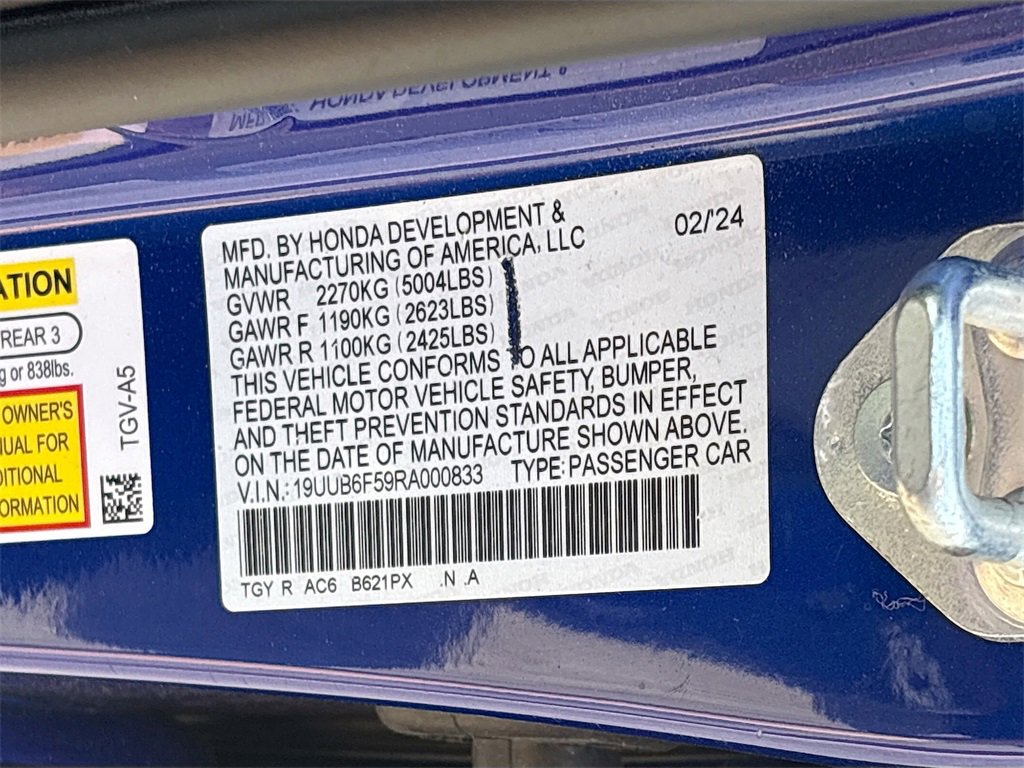 HONDA DEVELOPMENT &
MFD.
ATION
REAR 3
g or 838lbs.
OWNER'S
NUAL FOR
DITIONAL
FORMATION
TGV-A5
MFD. BY HONDA DEVELOPMENT & 02/'24
MANUFACTURING OF AMERICA, LLC
GVWR 2270KG (5004LBS)
GAWR F 1190KG (2623LBS)
GAWR R 1100KG (2425LBS)
THIS VEHICLE CONFORMS TO ALL APPLICABLE
FEDERAL MOTOR VEHICLE SAFETY, BUMPER,
AND THEFT PREVENTION STANDARDS IN EFFECT
ON THE DATE OF MANUFACTURE SHOWN ABOVE.
V.I.N.: 19UUB6F59RA000833 TYPE: PASSENGER CAR
TGY R AC6 B621PX .N .A